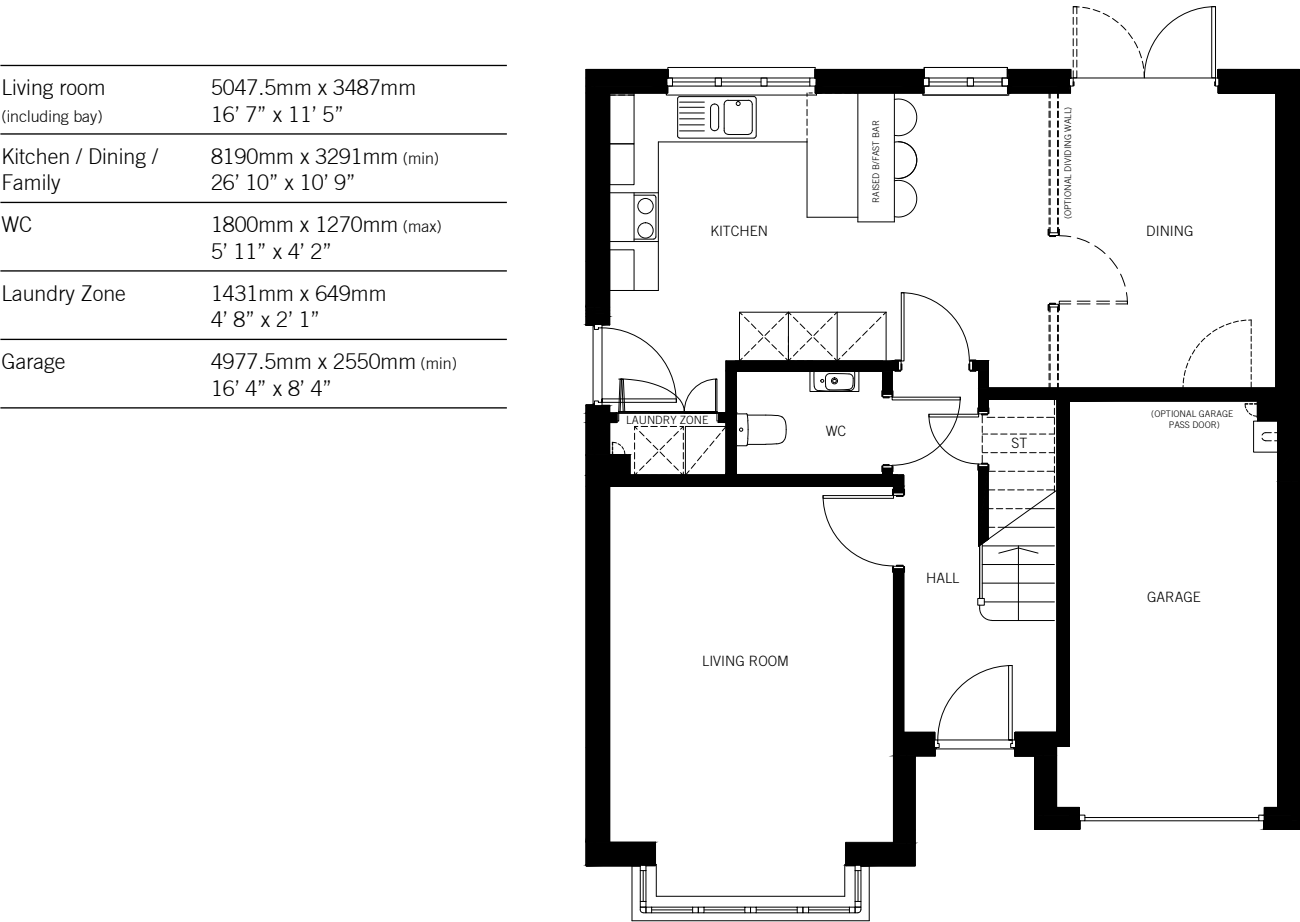 Living room 5047.5mm x 3487mm
(including bay) 16’ 7” x 11’ 5”
Kitchen / Dining / 8190mm x 3291mm (min)
Family 26’ 10” x 10’ 9”
WC 1800mm x 1270mm (max)
5’ 11” x 4’ 2”
Laundry Zone 1431mm x 649mm
4’ 8” x 2’ 1”
Garage 4977.5mm x 2550mm (min)
16’ 4” x 8’ 4”
RAISED B/FAST BAR
(OPTIONAL DIVIDING WALL)
KITCHEN
DINING
LAUNDRY ZONE
WC
ST
(OPTIONAL GARAGE
PASS DOOR)
HALL
GARAGE
LIVING ROOM